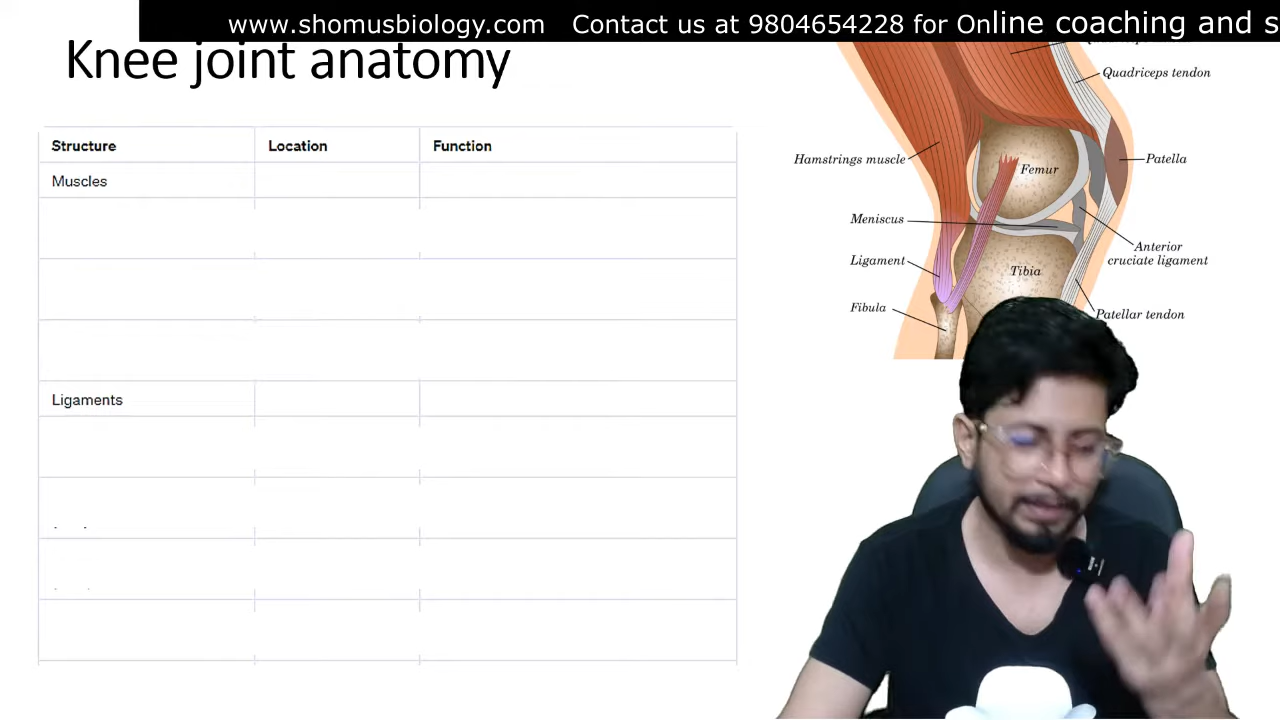 www.shomusbiology.com Contact us at 9804654228 for Online coaching and s
Knee joint anatomy
Structure Location Function
Muscles
Ligaments
Quadriceps tendon
Hamstrings muscle
Patella
Femur
Meniscus
Anterior
cruciate ligament
Ligament
Tibia
Fibula
Patellar tendon